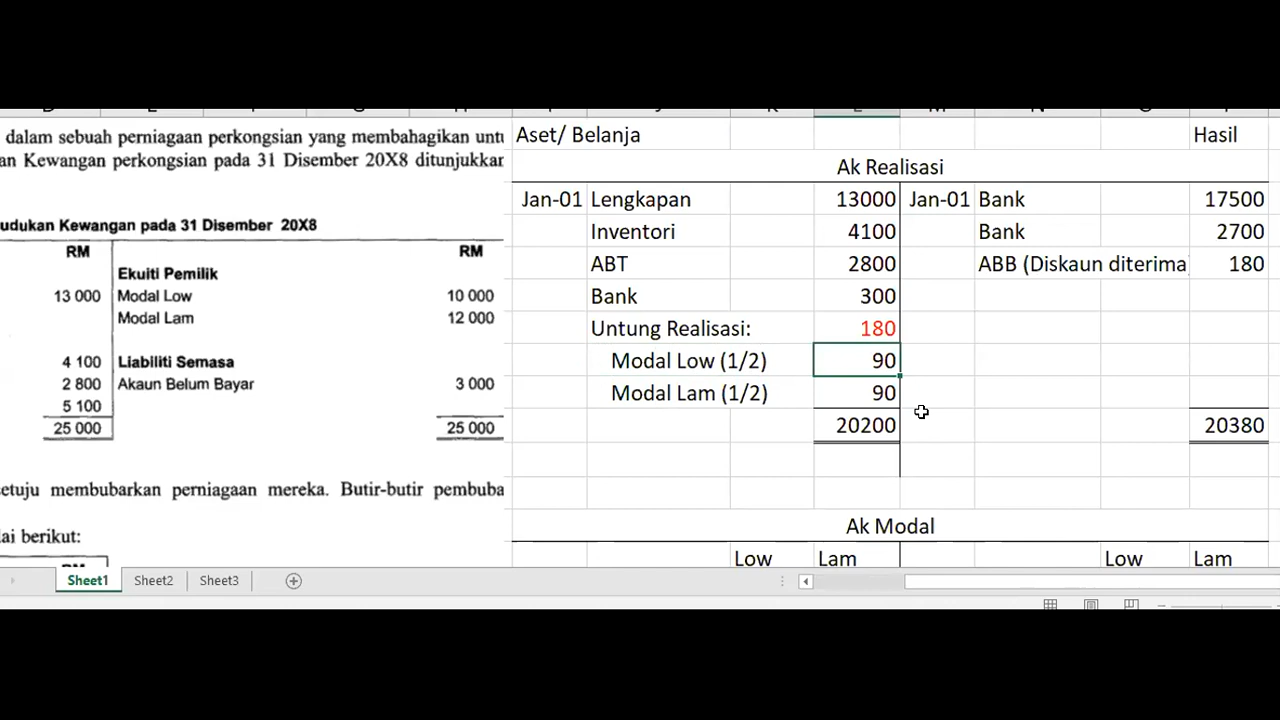 dalam sebuah perniagaan perkongsian yang membahagikan untu
an Kewangan perkongsian pada 31 Disember 20X8 ditunjukkan
udukan Kewangan pada 31 Disember 20X8
RM RM
Ekuiti Pemilik
13 000 Modal Low 10 000
Modal Lam 12 000
4 100 Liabiliti Semasa
2 800 Akaun Belum Bayar 3 000
5 100
25 000 25 000
etuju membubarkan perniagaan mereka. Butir-butir pembuba
ai berikut:
Aset/ Belanja Hasil
Ak Realisasi
Jan-01 Lengkapan 13000 Jan-01 Bank 17500
Inventori 4100 Bank 2700
ABT 2800 ABB (Diskaun diterima 180
Bank 300
Untung Realisasi: 180
Modal Low (1/2) 90
Modal Lam (1/2) 90
20200 20380
Ak Modal
Low Lam Low Lam
Sheet1 Sheet2 Sheet3